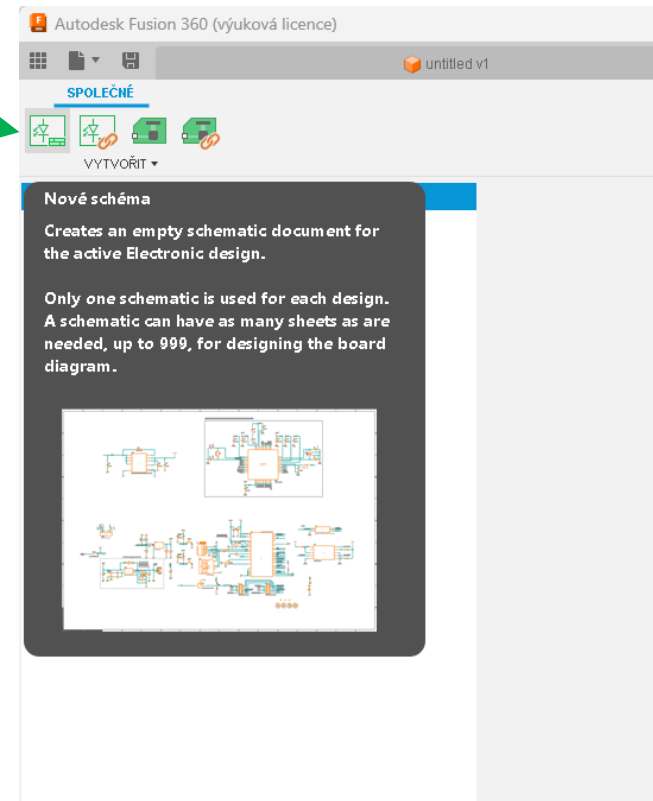 Autodesk Fusion 360 (výuková licence)
untitled v1
SPOLEČNÉ
VYTVOŘIT
Nové schéma
Creates an empty schematic document for
the active Electronic design.
Only one schematic is used for each design.
A schematic can have as many sheets as are
needed, up to 999, for designing the board
diagram.